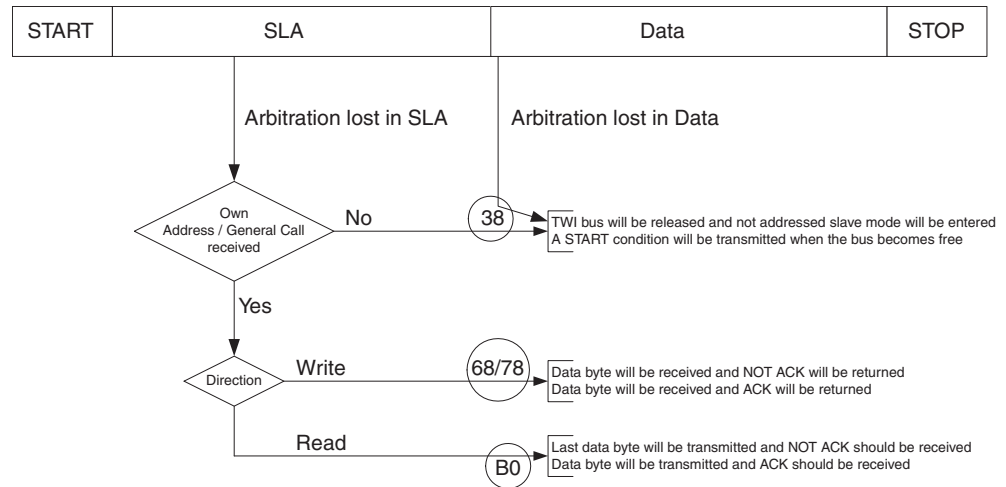 START SLA Data STOP
Arbitration lost in SLA Arbitration lost in Data
Own
Address / General Call
received
No
38
TWI bus will be released and not addressed slave mode will be entered
A START condition will be transmitted when the bus becomes free
Yes
Direction
Write
68/78
Data byte will be received and NOT ACK will be returned
Data byte will be received and ACK will be returned
Read
B0
Last data byte will be transmitted and NOT ACK should be received
Data byte will be transmitted and ACK should be received